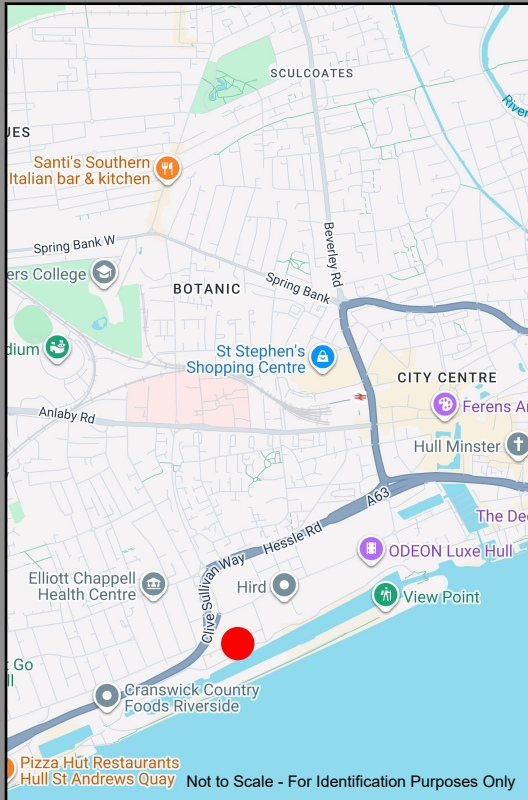 SCULCOATES
River
UES
Santi's Southern
Italian bar & kitchen
Spring Bank W
Beverley Rd
ers College
BOTANIC
Spring Bank
dium
St Stephen's
Shopping Centre
CITY CENTRE
Ferens Ar
Anlaby Rd
Hull Minster
A63
The De
Hessle Rd
ODEON Luxe Hull
Clive Sullivan Way
Elliott Chappell
Health Centre
Hird
View Point
t Go
ll
Cranswick Country
Foods Riverside
Pizza Hut Restaurants
Hull St Andrews Quay
Not to Scale - For Identification Purposes Only